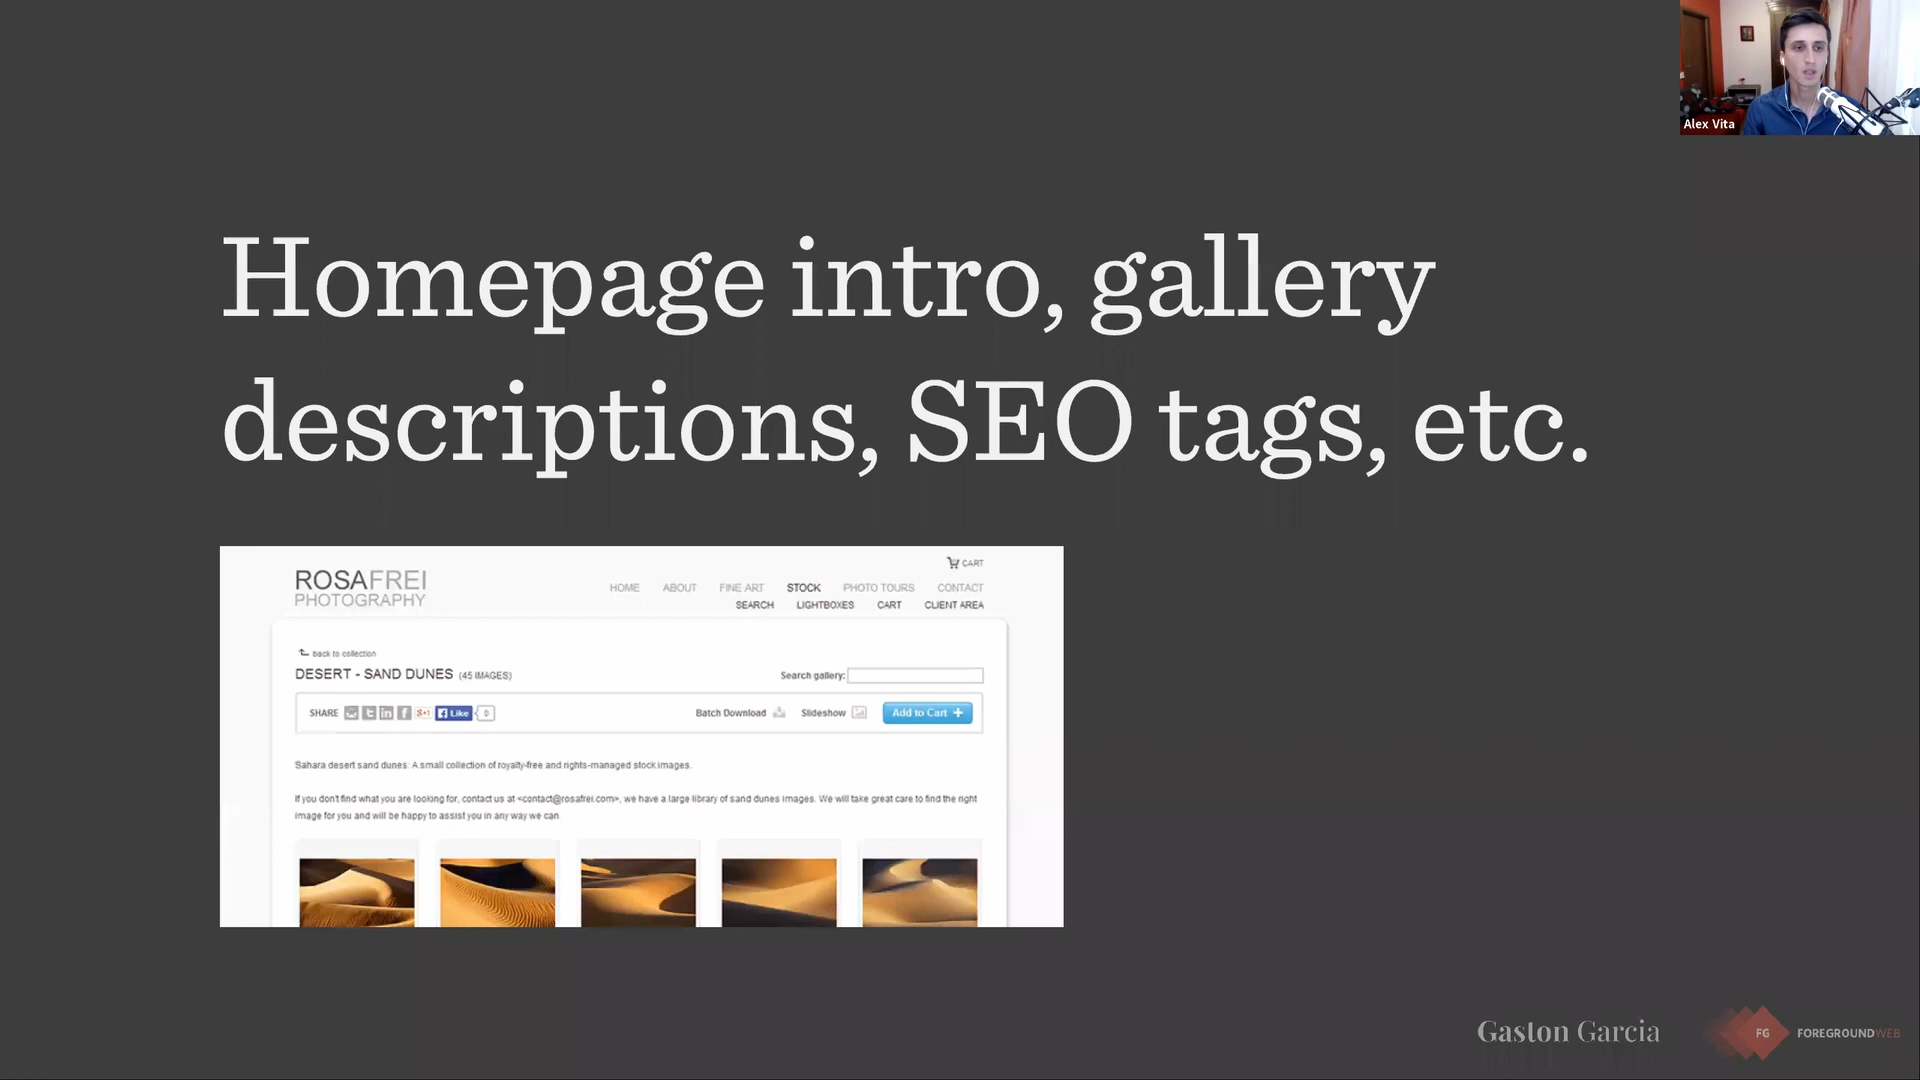 Alex Vita
Homepage intro, gallery
descriptions, SEO tags, etc.
CART
ROSAFREI
PHOTOGRAPHY
HOME ABOUT FINE ART STOCK PHOTO TOURS CONTACT
SEARCH LIGHTBOXES CART CLIENT AREA
back to collection
DESERT - SAND DUNES (45 IMAGES)
Search gallery:
SHARE Like 0 Batch Download Slideshow Add to Cart +
Sahara desert sand dunes: A small collection of royalty-free and rights-managed stock images.
If you don't find what you are looking for, contact us at <contact@rosafrei.com>, we have a large library of sand dunes images. We will take great care to find the right
image for you and will be happy to assist you in any way we can.
Gaston Garcia
FG FOREGROUNDWEB